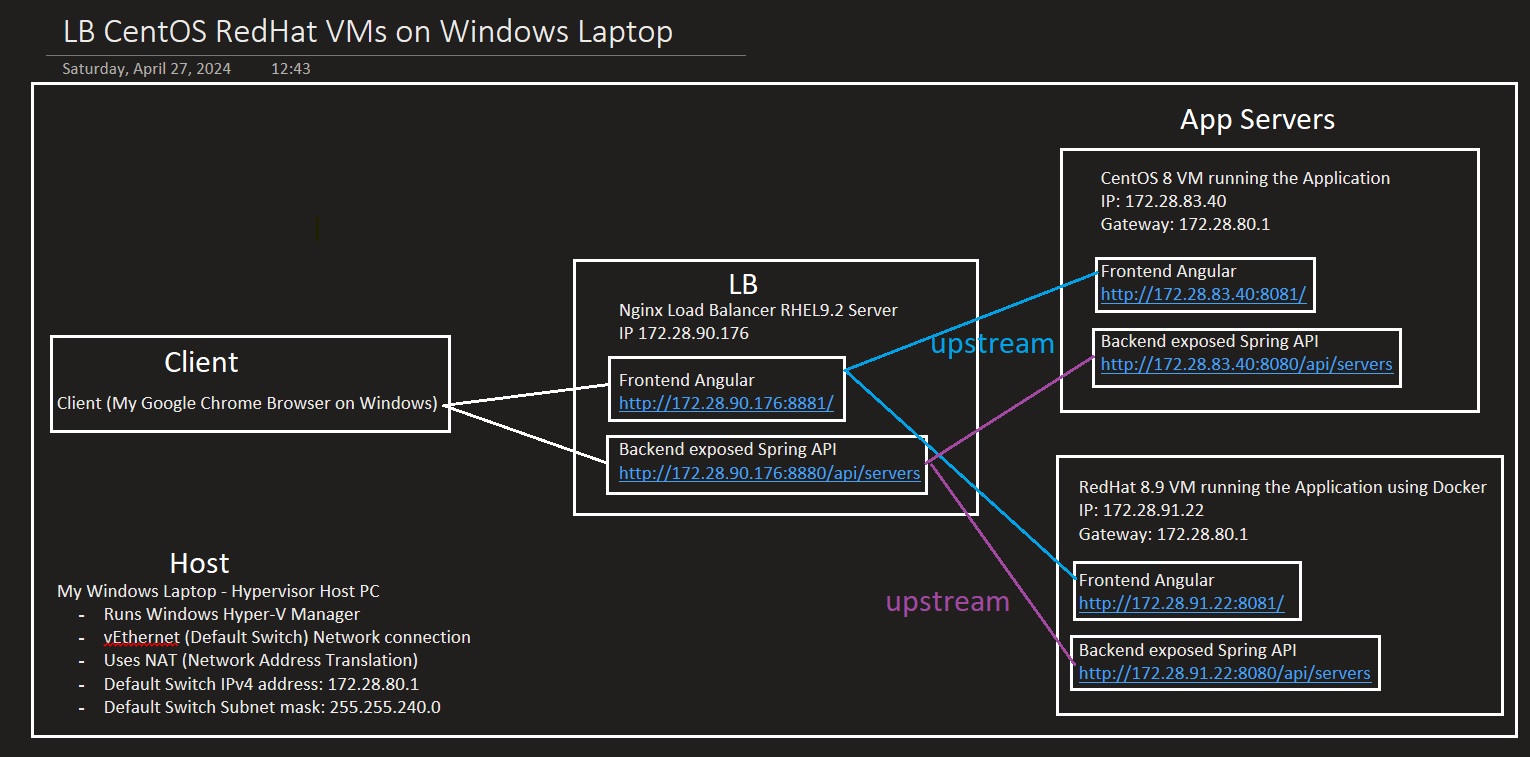 LB CentOS RedHat VMs on Windows Laptop
Saturday, April 27, 2024 12:43
App Servers
CentOS 8 VM running the Application
IP: 172.28.83.40
Gateway: 172.28.80.1
Frontend Angular
http://172.28.83.40:8081/
Backend exposed Spring API
http://172.28.83.40:8080/api/servers
LB
Nginx Load Balancer RHEL9.2 Server
IP 172.28.90.176
Frontend Angular
http://172.28.90.176:8881/
Backend exposed Spring API
http://172.28.90.176:8880/api/servers
upstream
Client
Client (My Google Chrome Browser on Windows)
RedHat 8.9 VM running the Application using Docker
IP: 172.28.91.22
Gateway: 172.28.80.1
Frontend Angular
http://172.28.91.22:8081/
Backend exposed Spring API
http://172.28.91.22:8080/api/servers
upstream
Host
My Windows Laptop - Hypervisor Host PC
- Runs Windows Hyper-V Manager
- vEthernet (Default Switch) Network connection
- Uses NAT (Network Address Translation)
- Default Switch IPv4 address: 172.28.80.1
- Default Switch Subnet mask: 255.255.240.0